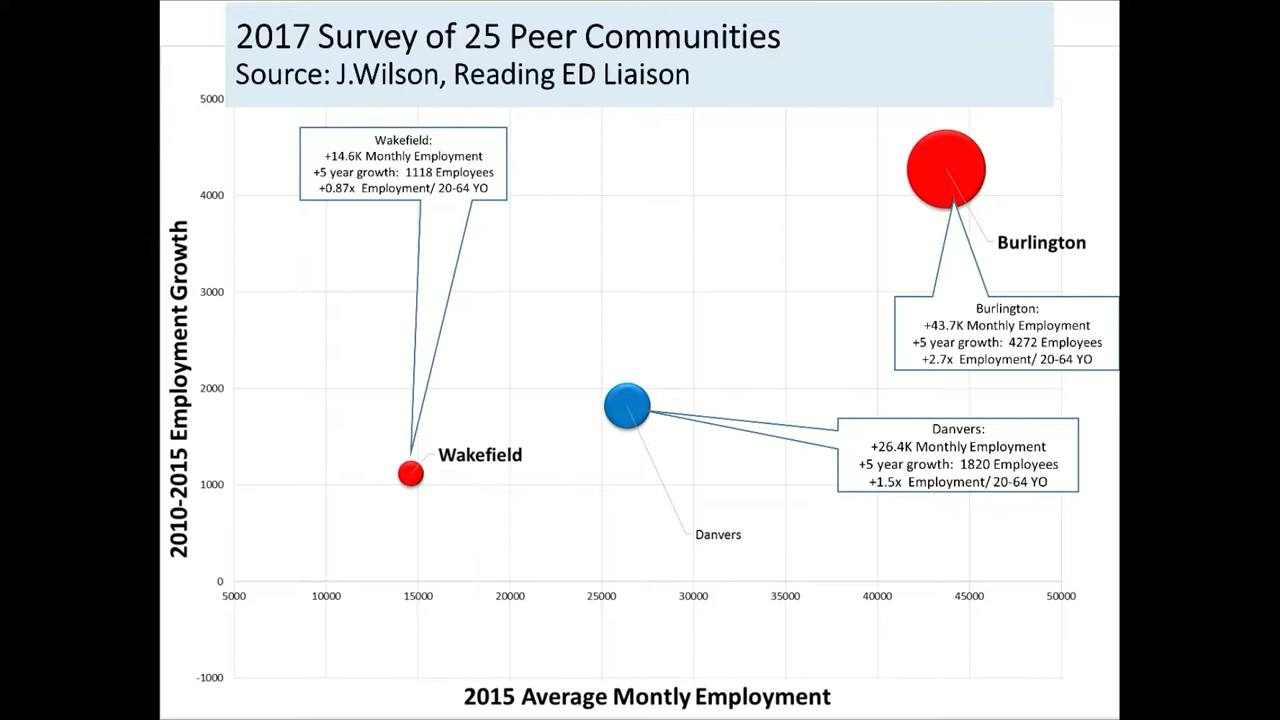 2017 Survey of 25 Peer Communities
Source: J.Wilson, Reading ED Liaison
5000
4000
3000
2000
1000
0
-1000
2010-2015 Employment Growth
Wakefield:
+14.6K Monthly Employment
+5 year growth: 1118 Employees
+0.87x Employment/ 20-64 YO
Burlington
Burlington:
+43.7K Monthly Employment
+5 year growth: 4272 Employees
+2.7x Employment/ 20-64 YO
Danvers:
+26.4K Monthly Employment
+5 year growth: 1820 Employees
+1.5x Employment/ 20-64 YO
Wakefield
Danvers
5000 10000 15000 20000 25000 30000 35000 40000 45000 50000
2015 Average Montly Employment